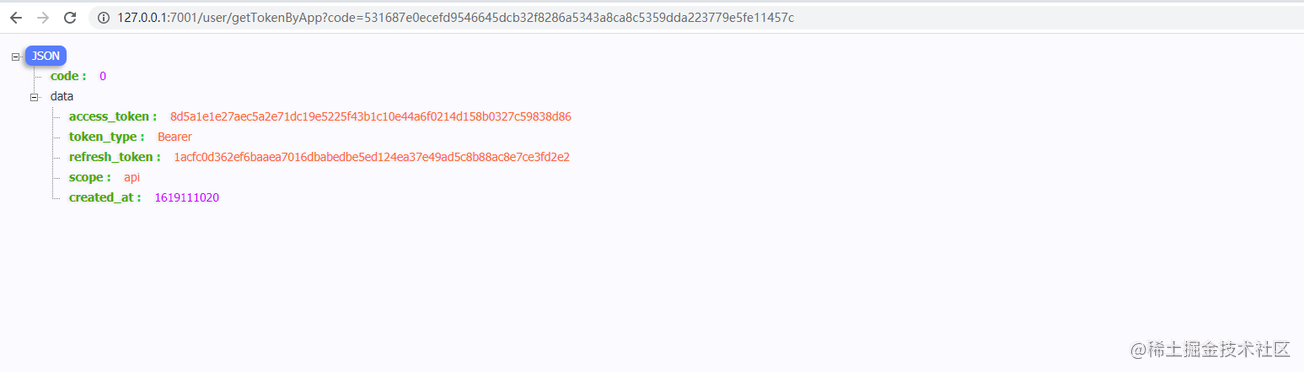 127.0.0.1:7001/user/getTokenByApp?code=531687e0ecefd9546645dcb32f8286a5343a8ca8c5359dda223779e5fe11457c
JSON
code : 0
data
access_token : 8d5a1e1e27aec5a2e71dc19e5225f43b1c10e44a6f0214d158b0327c59838d86
token_type : Bearer
refresh_token : 1acfc0d362ef6baaea7016dbabedbe5ed124ea37e49ad5c8b88ac8e7ce3fd2e2
scope : api
created_at : 1619111020
@稀土掘金技术社区